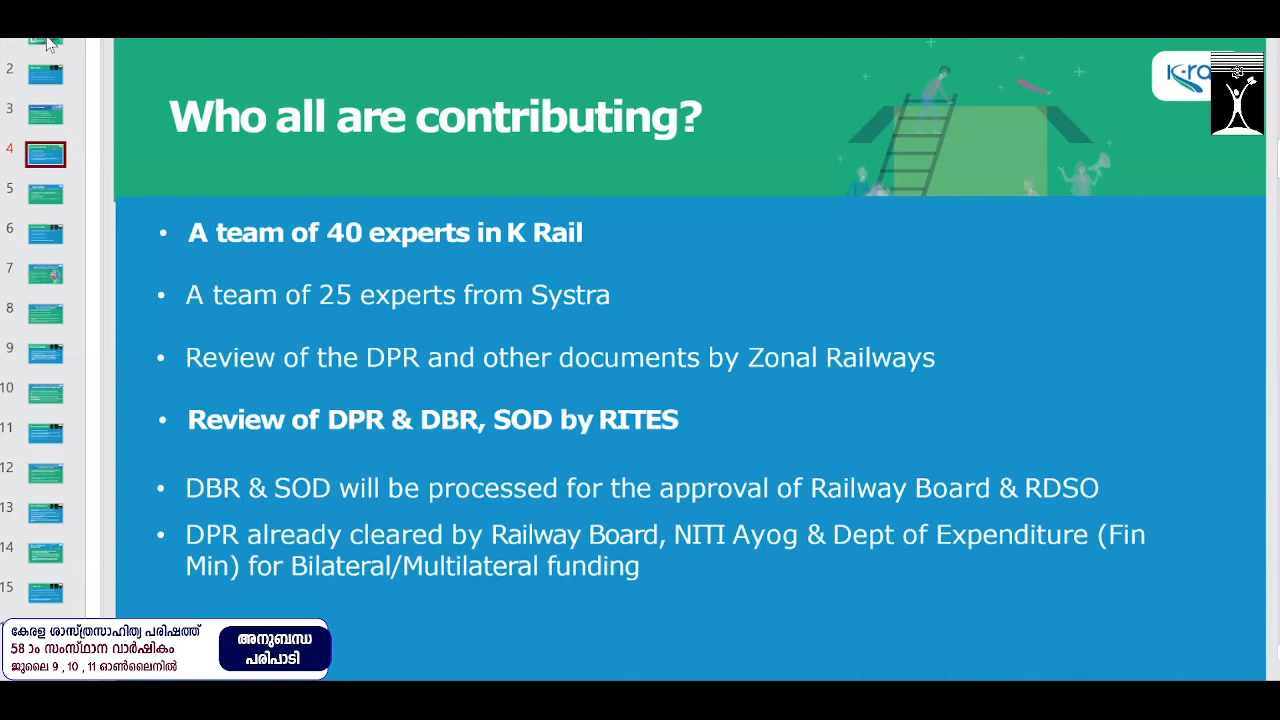 Who all are contributing?
K-ra
2
3
4
5
6
7
8
9
10
11
12
13
14
15
• A team of 40 experts in K Rail
• A team of 25 experts from Systra
• Review of the DPR and other documents by Zonal Railways
• Review of DPR & DBR, SOD by RITES
• DBR & SOD will be processed for the approval of Railway Board & RDSO
• DPR already cleared by Railway Board, NITI Ayog & Dept of Expenditure (Fin
Min) for Bilateral/Multilateral funding
കേരള ശാസ്ത്രസാഹിത്യ പരിഷത്ത്
58 ാം സംസ്ഥാന വാർഷികം
ജൂലൈ 9 , 10 , 11 ഓൺലൈനിൽ
അനുബന്ധ
പരിപാടി